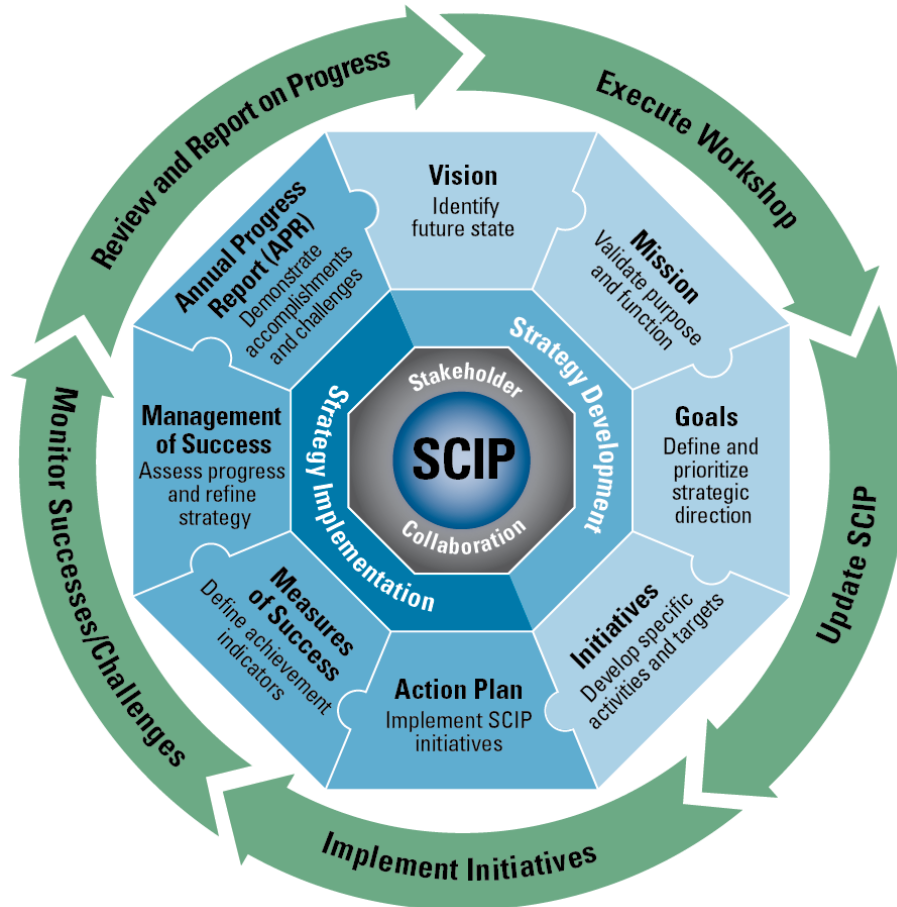 Review and Report on Progress
Execute Workshop
Update SCIP
Implement Initiatives
Monitor Successes/Challenges
Vision
Identify
future state
Mission
Validate purpose
and function
Goals
Define and
prioritize
strategic
direction
Initiatives
Develop specific
activities and targets
Action Plan
Implement SCIP
initiatives
Measures
of Success
Define achievement
indicators
Management
of Success
Assess progress
and refine
strategy
Annual Progress
Report (APR)
Demonstrate
accomplishments
and challenges
Strategy Development
Strategy Implementation
Stakeholder
SCIP
Collaboration